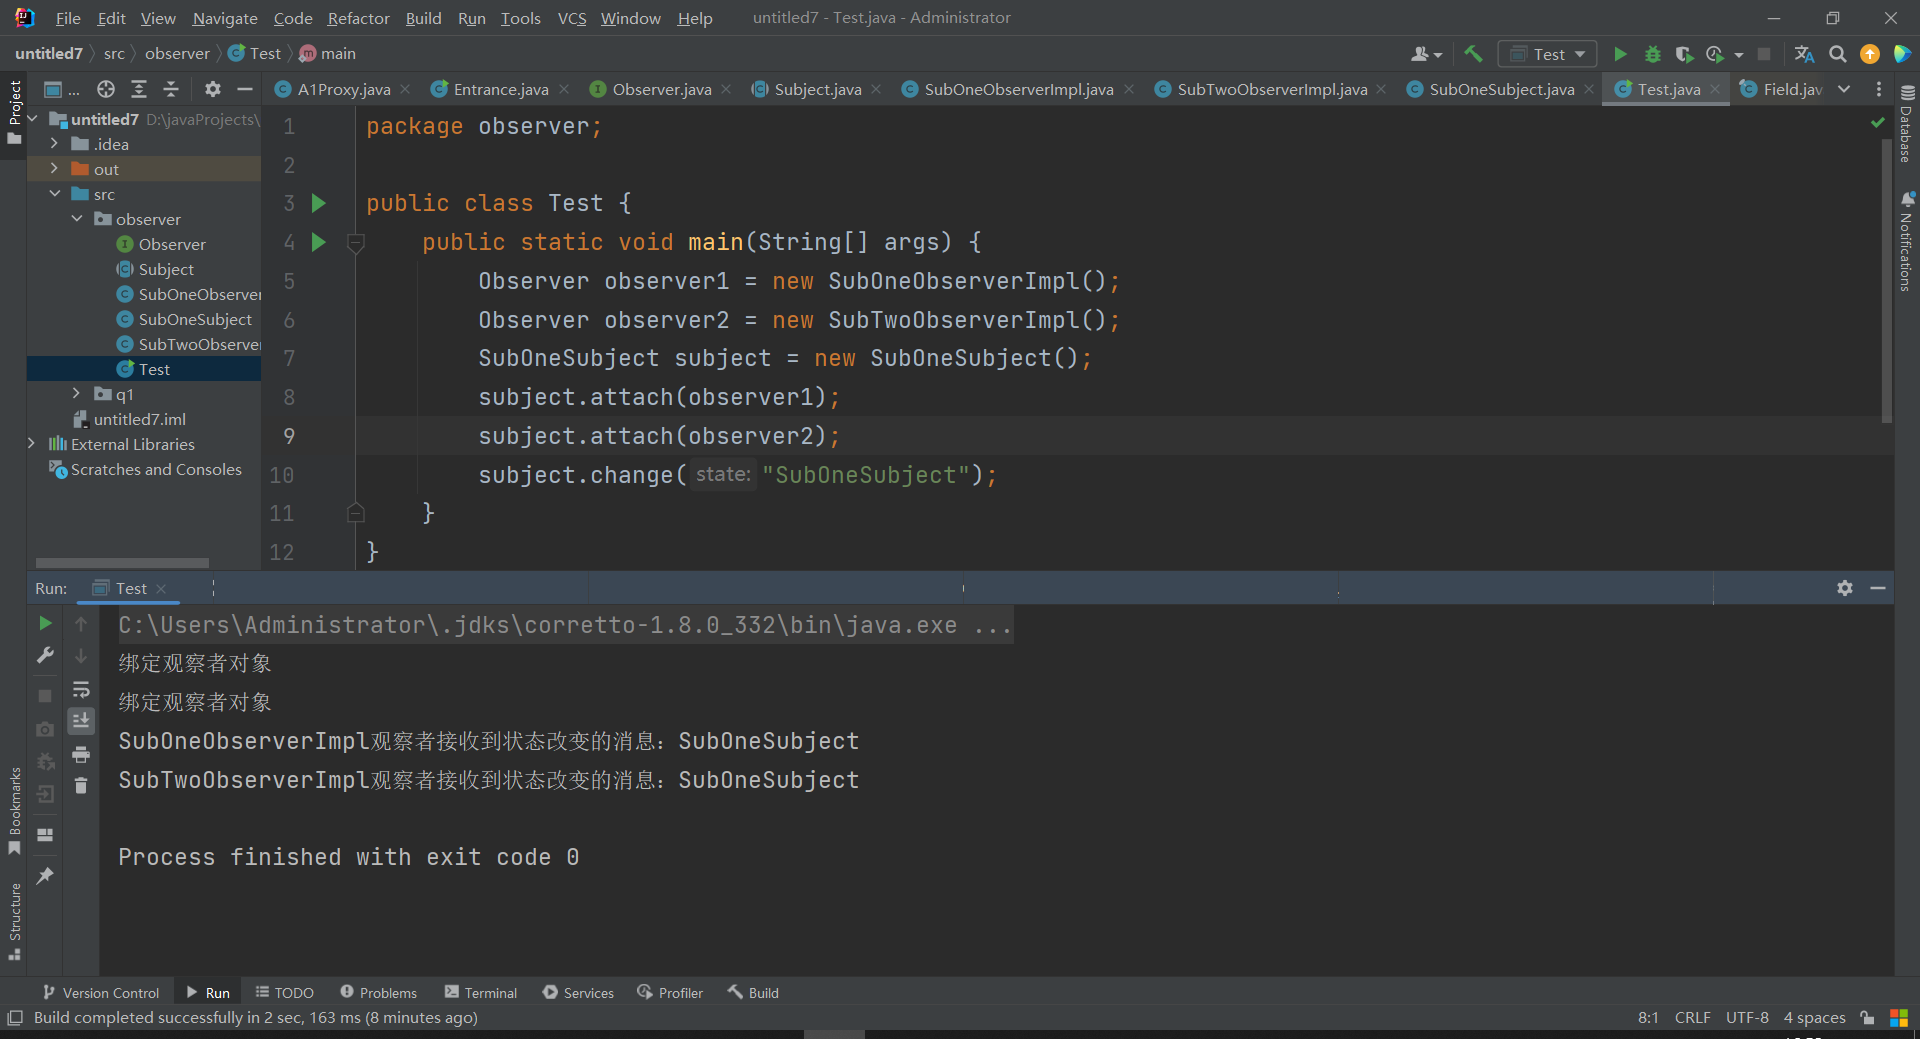 File Edit View Navigate Code Refactor Build Run Tools VCS Window Help untitled7 - Test.java - Administrator
untitled7 src observer Test main
Test
Project
... A1Proxy.java Entrance.java Observer.java Subject.java SubOneObserverImpl.java SubTwoObserverImpl.java SubOneSubject.java Test.java Field.jav
untitled7 D:\javaProjects\
.idea
out
src
observer
Observer
Subject
SubOneObserver
SubOneSubject
SubTwoObserver
Test
q1
untitled7.iml
External Libraries
Scratches and Consoles
1 package observer;
2
3 public class Test {
4 public static void main(String[] args) {
5 Observer observer1 = new SubOneObserverImpl();
6 Observer observer2 = new SubTwoObserverImpl();
7 SubOneSubject subject = new SubOneSubject();
8 subject.attach(observer1);
9 subject.attach(observer2);
10 subject.change( state: "SubOneSubject");
11 }
12 }
Database
Notifications
Run: Test
C:\Users\Administrator\.jdks\corretto-1.8.0_332\bin\java.exe ...
绑定观察者对象
绑定观察者对象
SubOneObserverImpl观察者接收到状态改变的消息：SubOneSubject
SubTwoObserverImpl观察者接收到状态改变的消息：SubOneSubject
Process finished with exit code 0
Bookmarks
Structure
Version Control Run TODO Problems Terminal Services Profiler Build
Build completed successfully in 2 sec, 163 ms (8 minutes ago) 8:1 CRLF UTF-8 4 spaces